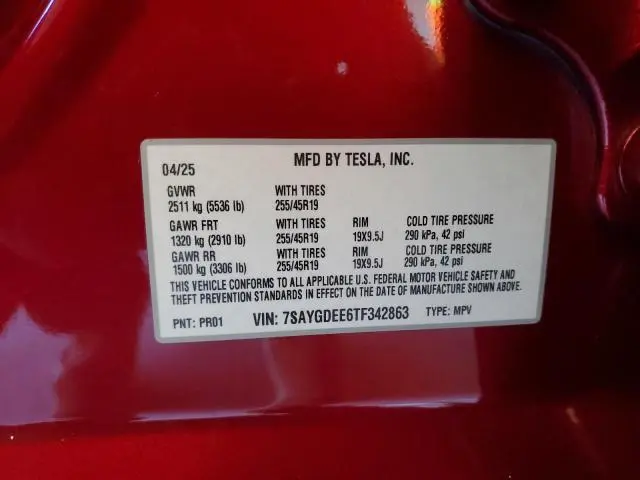 MFD BY TESLA, INC.
04/25
GVWR WITH TIRES
2511 kg (5536 lb) 255/45R19
GAWR FRT WITH TIRES RIM COLD TIRE PRESSURE
1320 kg (2910 lb) 255/45R19 19X9.5J 290 kPa, 42 psi
GAWR RR WITH TIRES RIM COLD TIRE PRESSURE
1500 kg (3306 lb) 255/45R19 19X9.5J 290 kPa, 42 psi
THIS VEHICLE CONFORMS TO ALL APPLICABLE U.S. FEDERAL MOTOR VEHICLE SAFETY AND
THEFT PREVENTION STANDARDS IN EFFECT ON THE DATE OF MANUFACTURE SHOWN ABOVE.
PNT: PR01 VIN: 7SAYGDEE6TF342863 TYPE: MPV